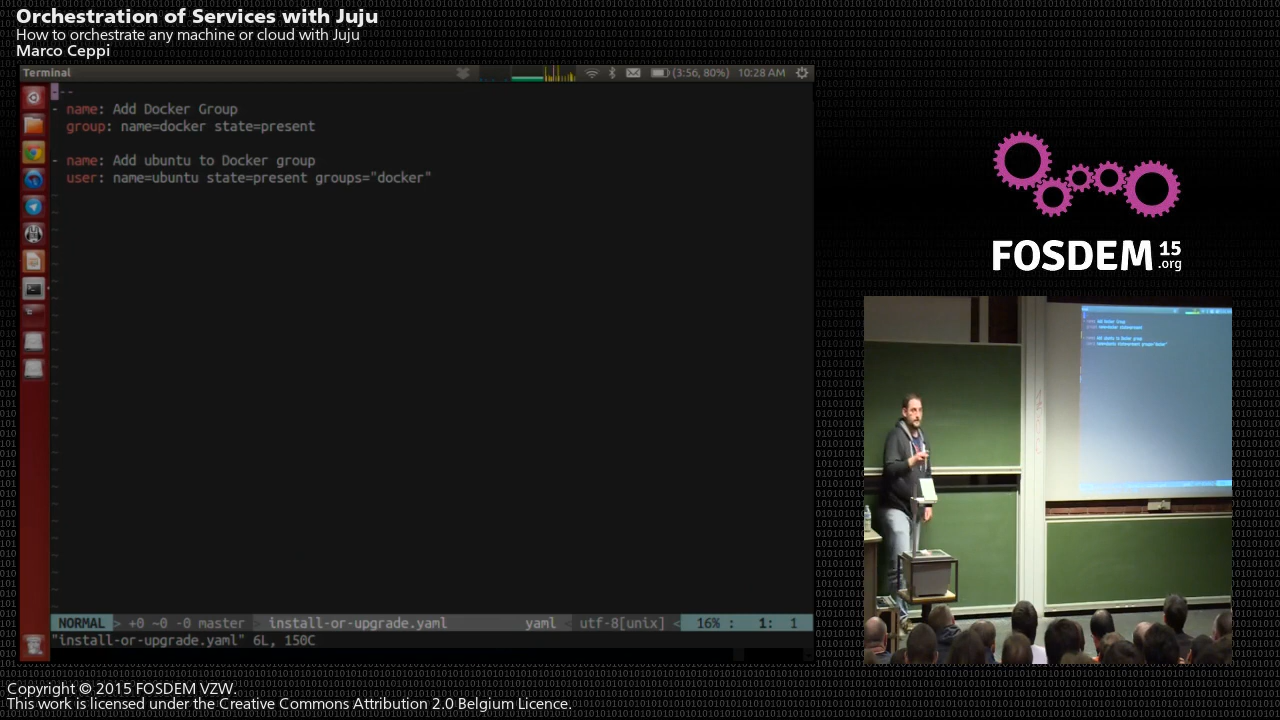 Orchestration of Services with Juju
How to orchestrate any machine or cloud with Juju
Marco Ceppi
Terminal (3:56, 80%) 10:28 AM
---
- name: Add Docker Group
group: name=docker state=present
- name: Add ubuntu to Docker group
user: name=ubuntu state=present groups="docker"
NORMAL > +0 ~0 -0 master > install-or-upgrade.yaml yaml < utf-8[unix] < 16% : 1: 1
"install-or-upgrade.yaml" 6L, 150C
FOSDEM 15
.org
Copyright © 2015 FOSDEM VZW.
This work is licensed under the Creative Commons Attribution 2.0 Belgium Licence.